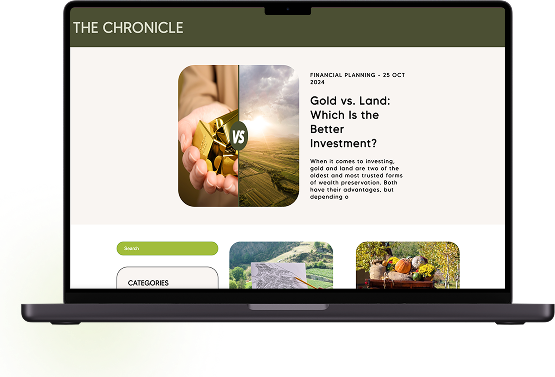 THE CHRONICLE
FINANCIAL PLANNING - 25 OCT
2024
Gold vs. Land:
Which Is the
Better
Investment?
VS
When it comes to investing,
gold and land are two of the
oldest and most trusted forms
of wealth preservation. Both
have their advantages, but
depending o
Search
CATEGORIES